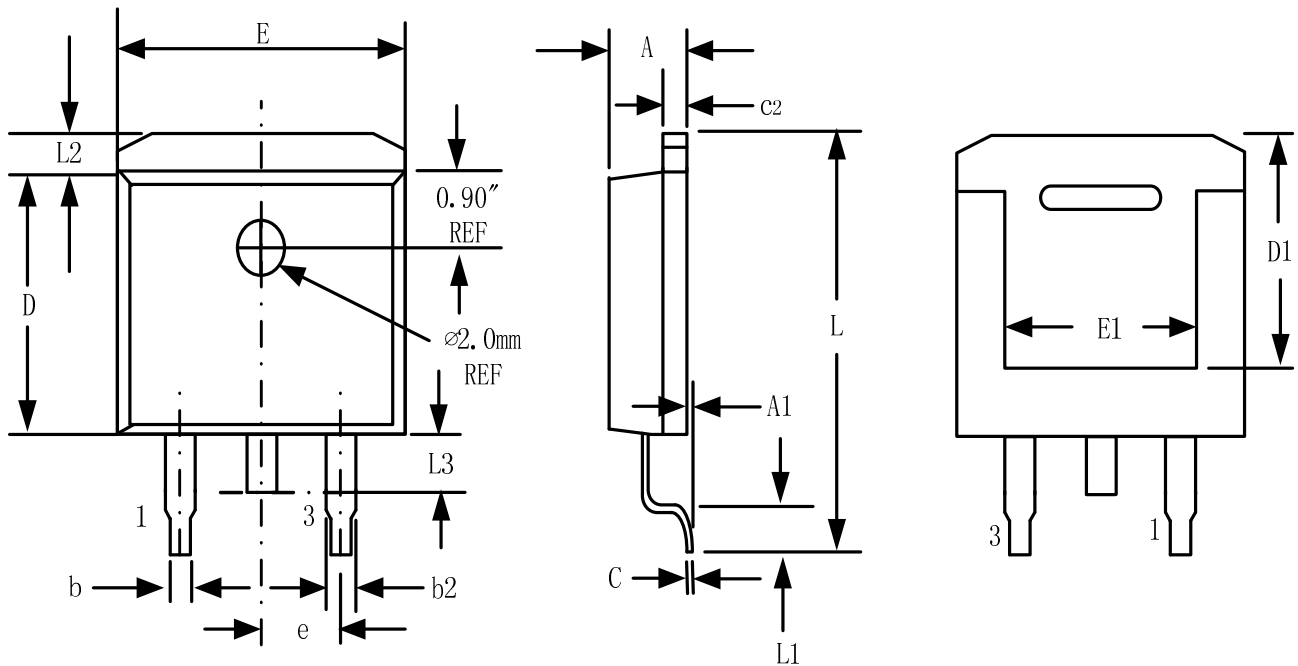 E
L2
0.90″
REF
D
⌀2.0mm
REF
L3
1
3
b
b2
e
A
C2
L
A1
C
L1
D1
E1
3
1